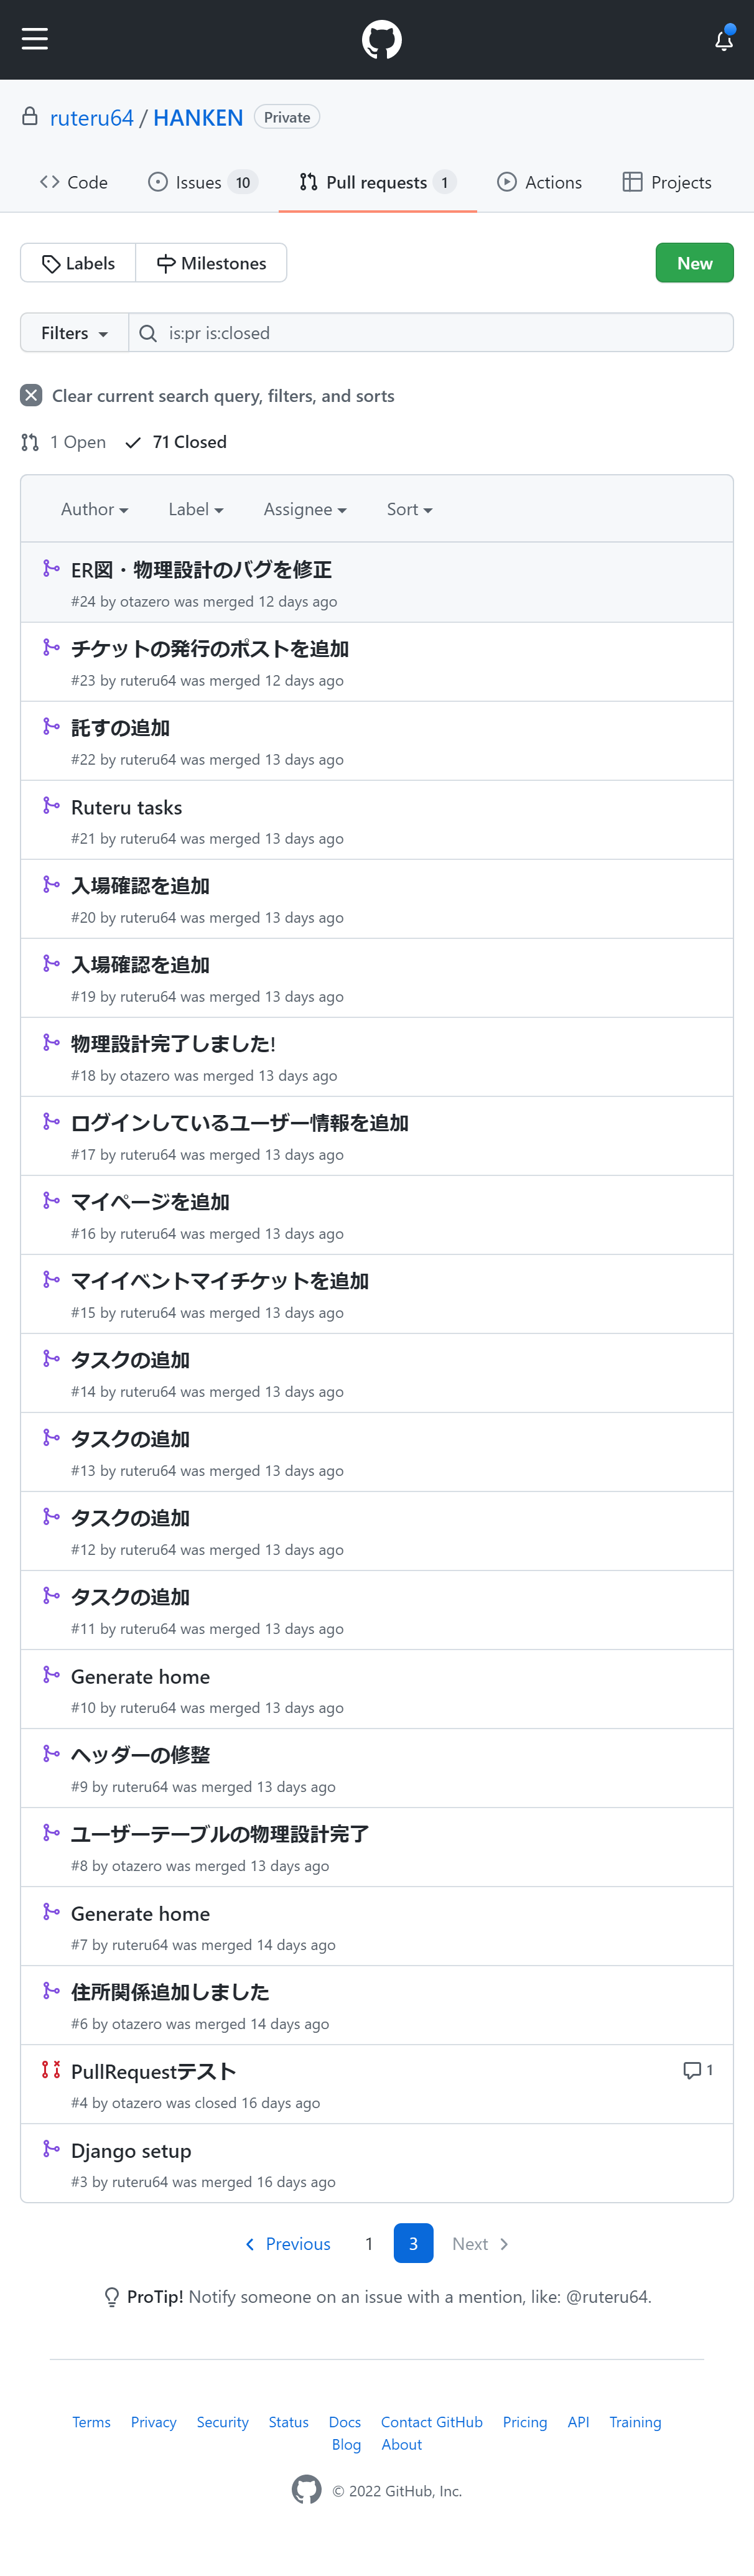 ruteru64 / HANKEN Private
Code Issues 10 Pull requests 1 Actions Projects
Labels Milestones New
Filters is:pr is:closed
Clear current search query, filters, and sorts
1 Open 71 Closed
Author Label Assignee Sort
ER図・物理設計のバグを修正
#24 by otazero was merged 12 days ago
チケットの発行のポストを追加
#23 by ruteru64 was merged 12 days ago
託すの追加
#22 by ruteru64 was merged 13 days ago
Ruteru tasks
#21 by ruteru64 was merged 13 days ago
入場確認を追加
#20 by ruteru64 was merged 13 days ago
入場確認を追加
#19 by ruteru64 was merged 13 days ago
物理設計完了しました!
#18 by otazero was merged 13 days ago
ログインしているユーザー情報を追加
#17 by ruteru64 was merged 13 days ago
マイページを追加
#16 by ruteru64 was merged 13 days ago
マイイベントマイチケットを追加
#15 by ruteru64 was merged 13 days ago
タスクの追加
#14 by ruteru64 was merged 13 days ago
タスクの追加
#13 by ruteru64 was merged 13 days ago
タスクの追加
#12 by ruteru64 was merged 13 days ago
タスクの追加
#11 by ruteru64 was merged 13 days ago
Generate home
#10 by ruteru64 was merged 13 days ago
ヘッダーの修整
#9 by ruteru64 was merged 13 days ago
ユーザーテーブルの物理設計完了
#8 by otazero was merged 13 days ago
Generate home
#7 by ruteru64 was merged 14 days ago
住所関係追加しました
#6 by otazero was merged 14 days ago
PullRequestテスト 1
#4 by otazero was closed 16 days ago
Django setup
#3 by ruteru64 was merged 16 days ago
Previous 1 3 Next
ProTip! Notify someone on an issue with a mention, like: @ruteru64.
Terms Privacy Security Status Docs Contact GitHub Pricing API Training
Blog About
© 2022 GitHub, Inc.